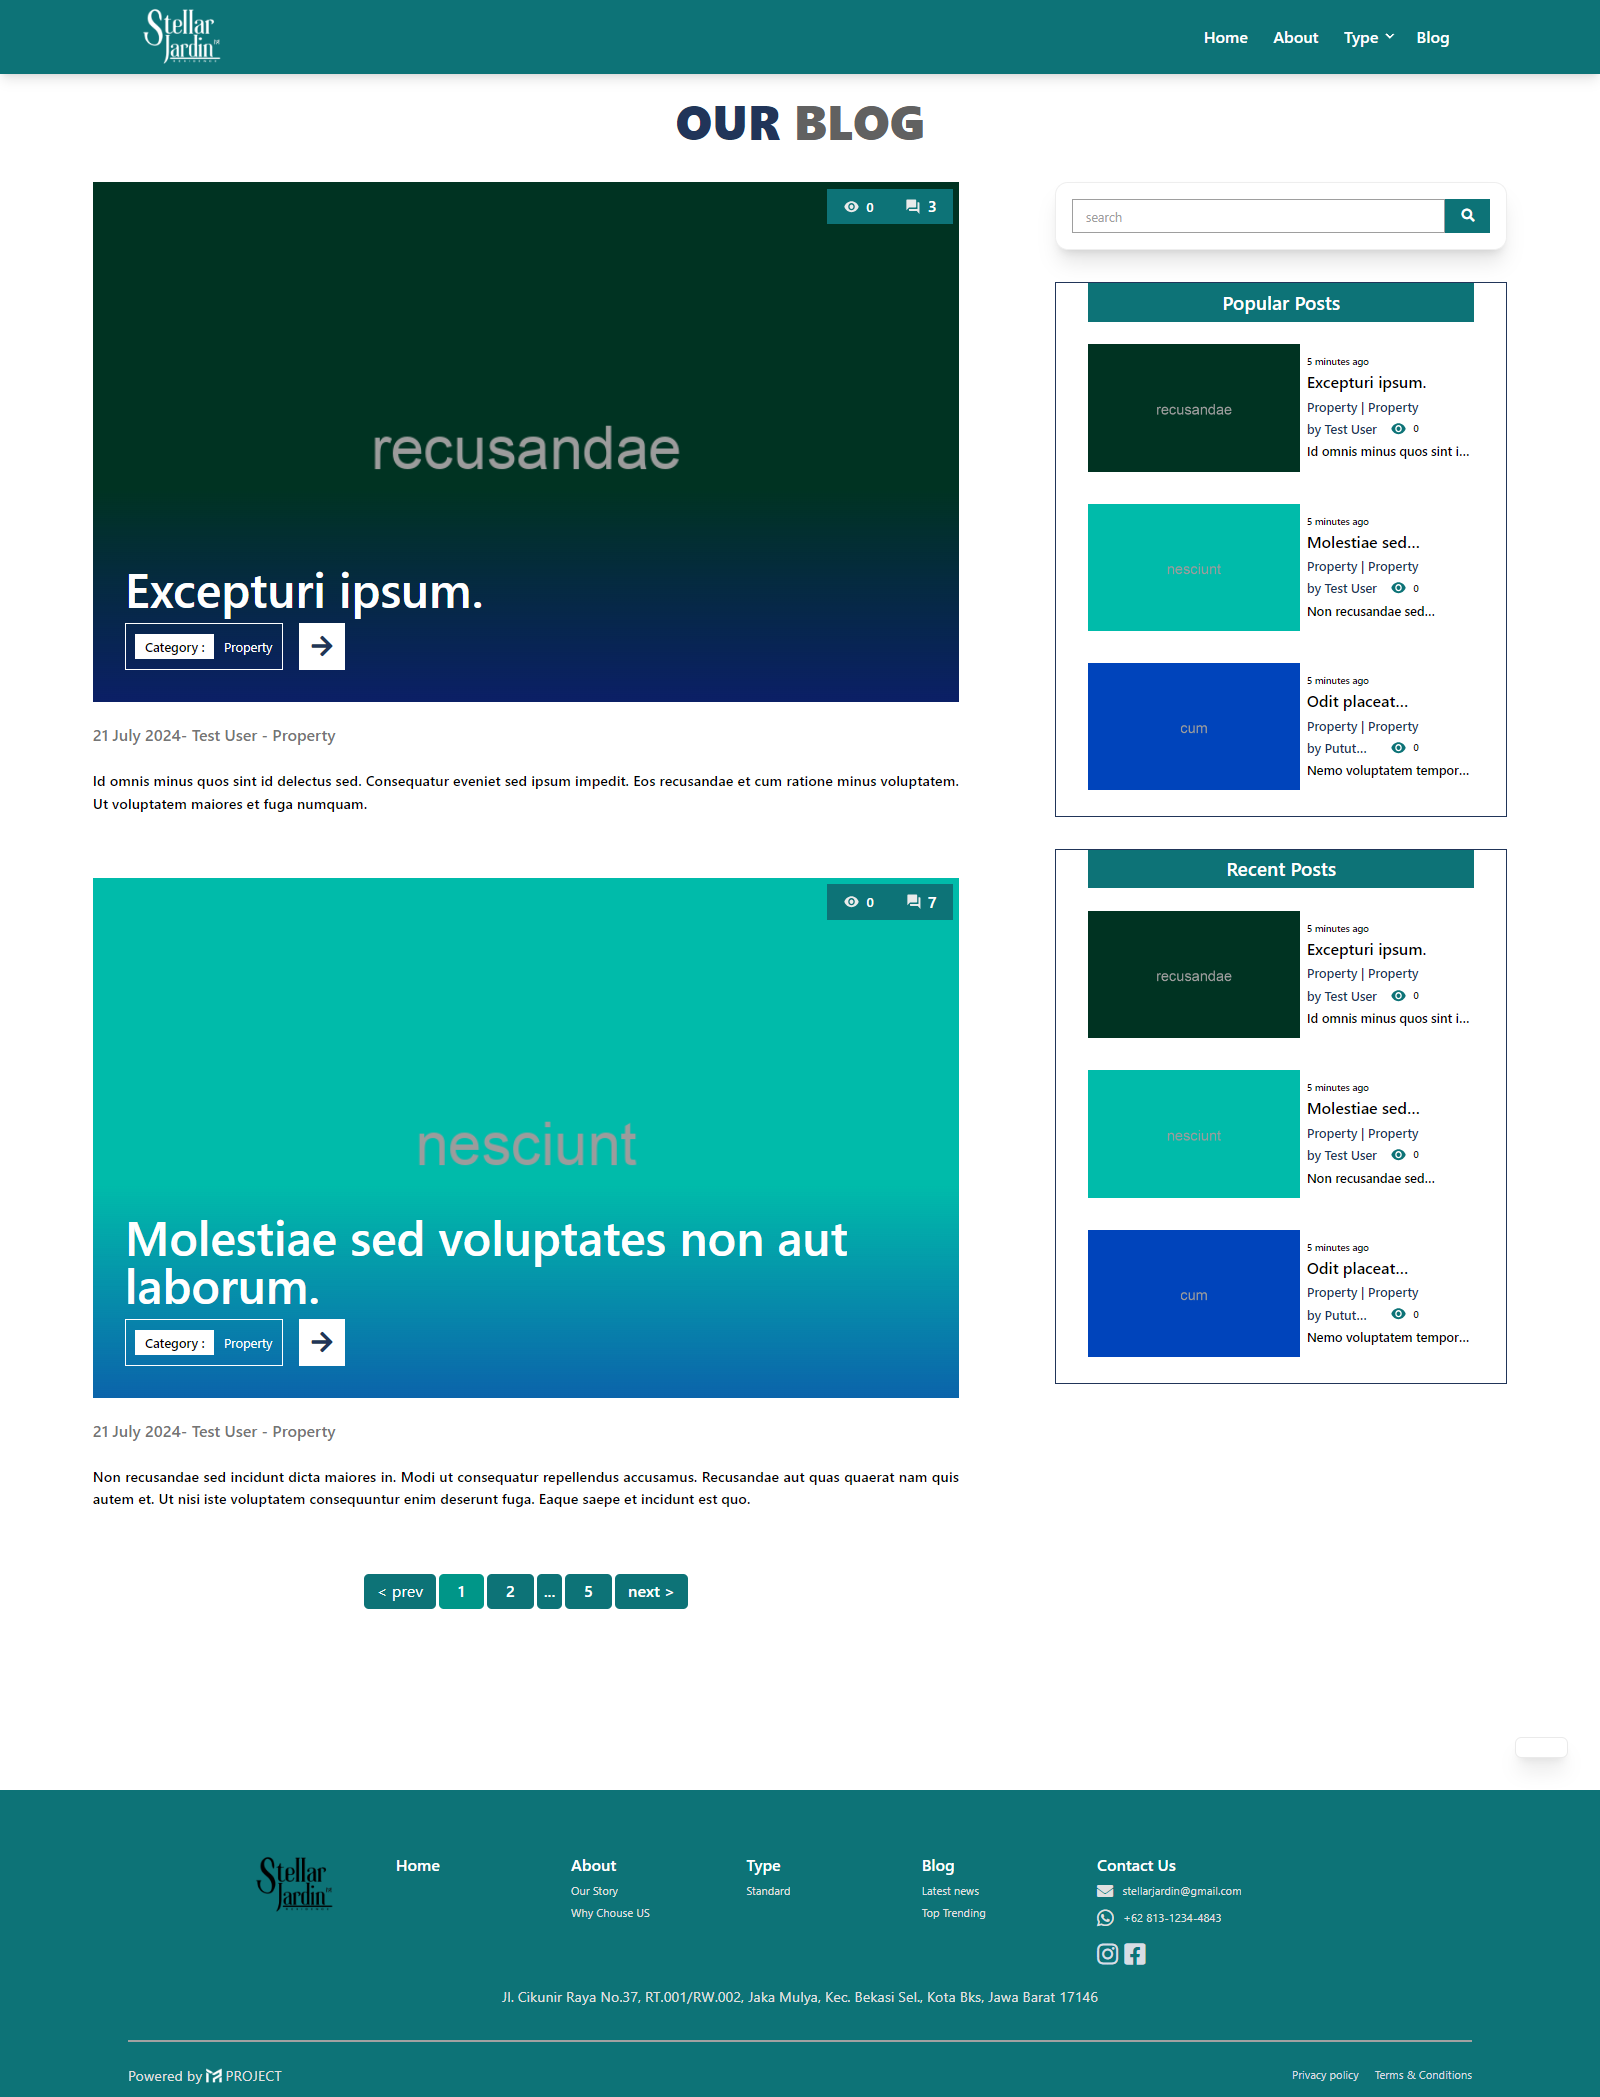 Stellar
Jardin
RESIDENCE
Home About Type Blog
OUR BLOG
0 3
recusandae
Excepturi ipsum.
Category : Property
21 July 2024- Test User - Property
Id omnis minus quos sint id delectus sed. Consequatur eveniet sed ipsum impedit. Eos recusandae et cum ratione minus voluptatem.
Ut voluptatem maiores et fuga numquam.
0 7
nesciunt
Molestiae sed voluptates non aut
laborum.
Category : Property
21 July 2024- Test User - Property
Non recusandae sed incidunt dicta maiores in. Modi ut consequatur repellendus accusamus. Recusandae aut quas quaerat nam quis
autem et. Ut nisi iste voluptatem consequuntur enim deserunt fuga. Eaque saepe et incidunt est quo.
< prev 1 2 ... 5 next >
search
Popular Posts
recusandae
5 minutes ago
Excepturi ipsum.
Property | Property
by Test User 0
Id omnis minus quos sint i...
nesciunt
5 minutes ago
Molestiae sed...
Property | Property
by Test User 0
Non recusandae sed...
cum
5 minutes ago
Odit placeat...
Property | Property
by Putut... 0
Nemo voluptatem tempor...
Recent Posts
recusandae
5 minutes ago
Excepturi ipsum.
Property | Property
by Test User 0
Id omnis minus quos sint i...
nesciunt
5 minutes ago
Molestiae sed...
Property | Property
by Test User 0
Non recusandae sed...
cum
5 minutes ago
Odit placeat...
Property | Property
by Putut... 0
Nemo voluptatem tempor...
Stellar
Jardin
RESIDENCE
Home
About
Our Story
Why Chouse US
Type
Standard
Blog
Latest news
Top Trending
Contact Us
stellarjardin@gmail.com
+62 813-1234-4843
Jl. Cikunir Raya No.37, RT.001/RW.002, Jaka Mulya, Kec. Bekasi Sel., Kota Bks, Jawa Barat 17146
Powered by PROJECT
Privacy policy Terms & Conditions